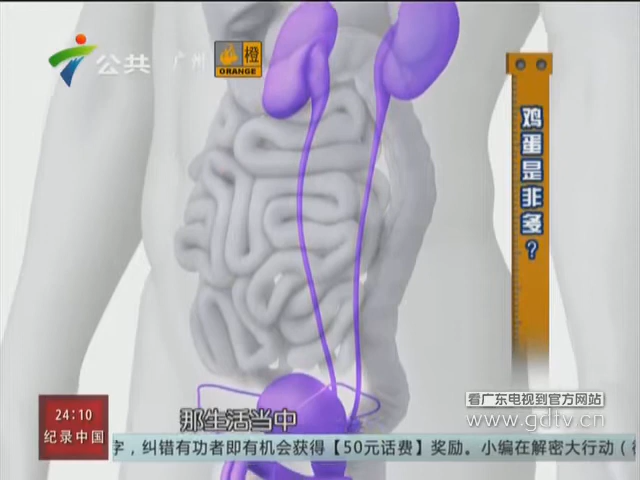 公共
广州
橙
ORANGE
鸡蛋是非多?
看广东电视到官方网站
www.gdtv.cn
那生活当中
24:10
纪录中国
字，纠错有功者即有机会获得【50元话费】奖励。小编在解密大行动（